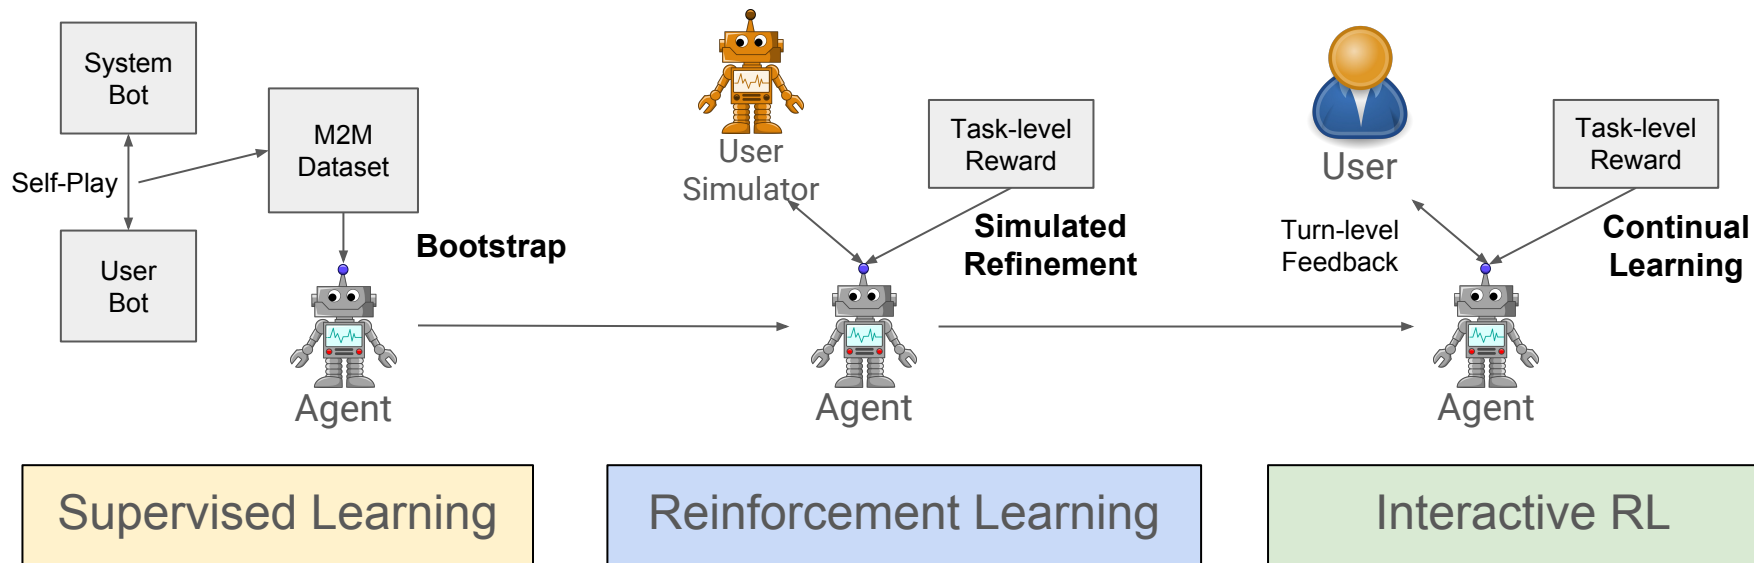 System
Bot
Self-Play
User
Bot
M2M
Dataset
Bootstrap
Agent
Supervised Learning
User
Simulator
Task-level
Reward
Simulated
Refinement
Agent
Reinforcement Learning
User
Turn-level
Feedback
Task-level
Reward
Continual
Learning
Agent
Interactive RL